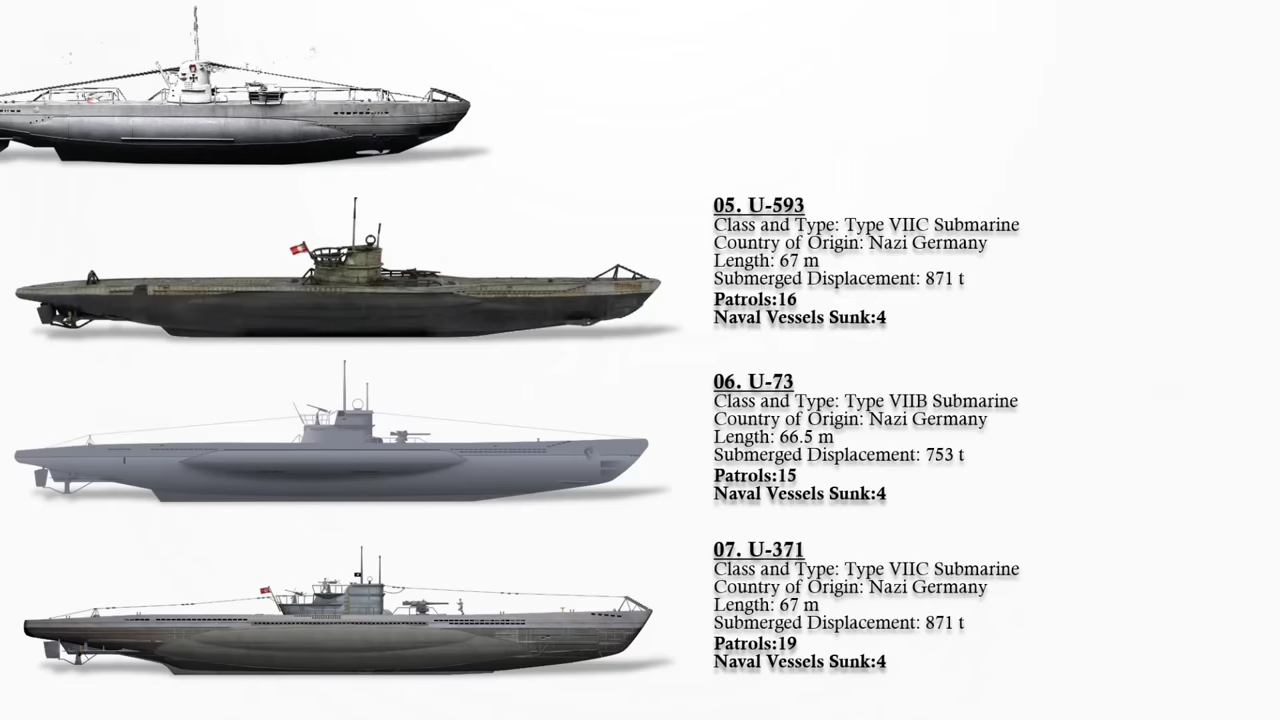 05. U-593
Class and Type: Type VIIC Submarine
Country of Origin: Nazi Germany
Length: 67 m
Submerged Displacement: 871 t
Patrols:16
Naval Vessels Sunk:4
06. U-73
Class and Type: Type VIIB Submarine
Country of Origin: Nazi Germany
Length: 66.5 m
Submerged Displacement: 753 t
Patrols:15
Naval Vessels Sunk:4
07. U-371
Class and Type: Type VIIC Submarine
Country of Origin: Nazi Germany
Length: 67 m
Submerged Displacement: 871 t
Patrols:19
Naval Vessels Sunk:4